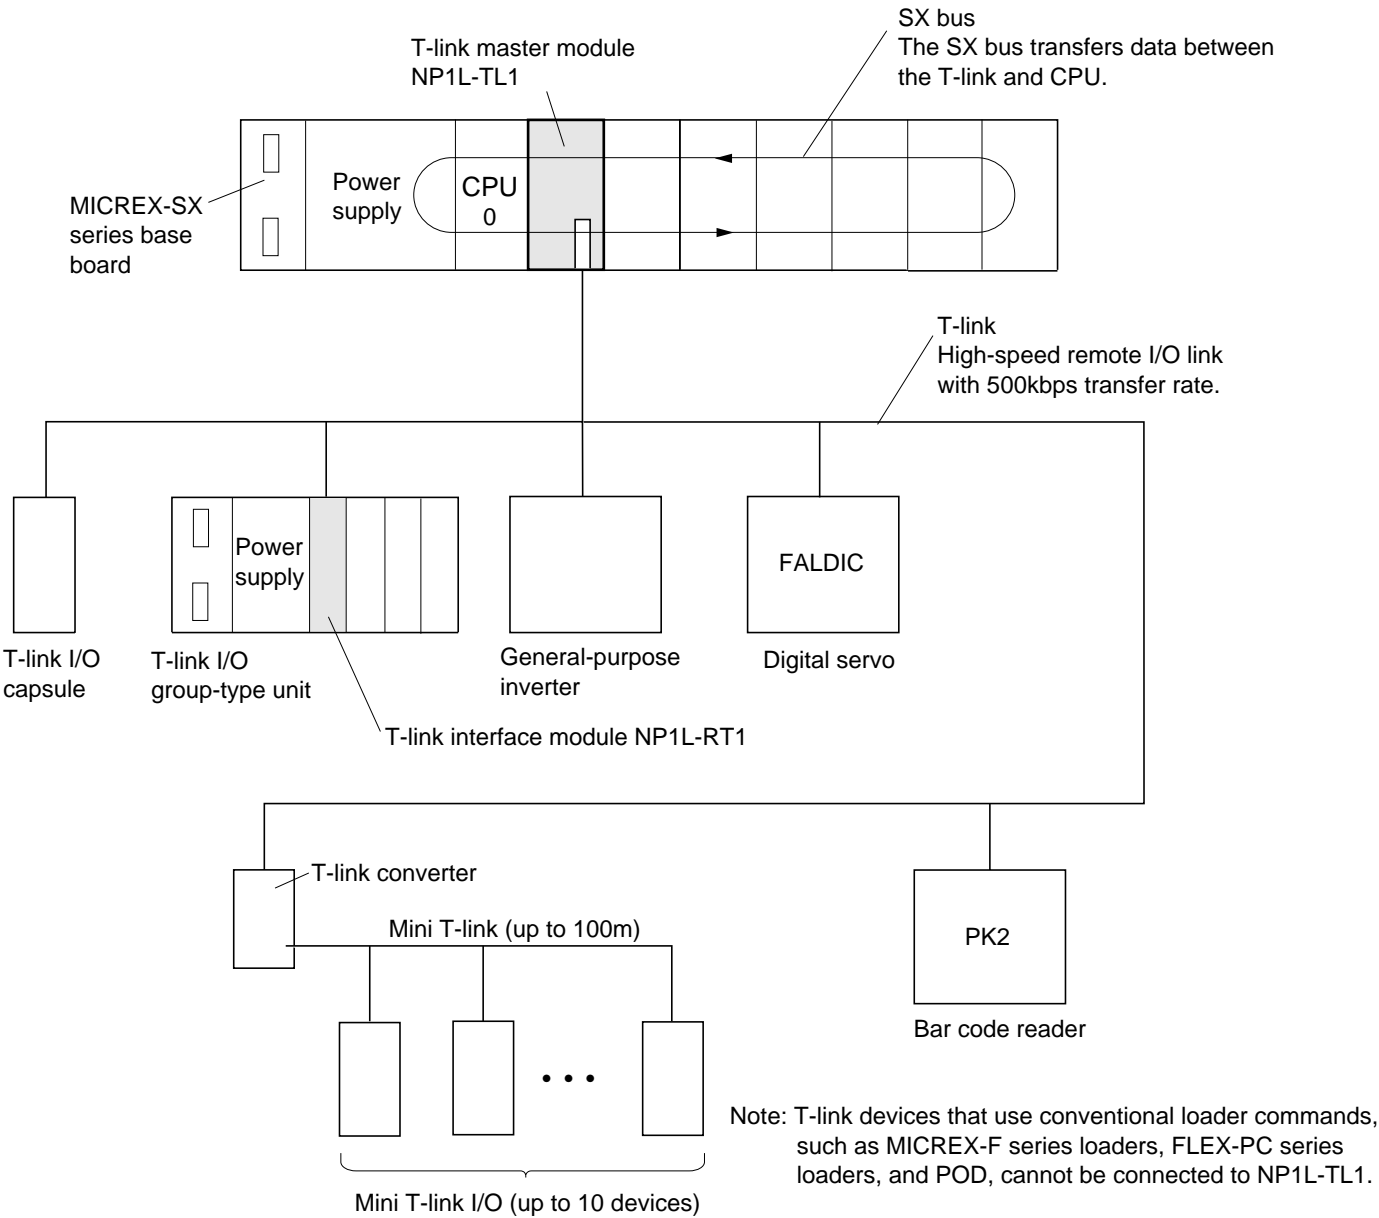 SX bus
The SX bus transfers data between
the T-link and CPU.
T-link master module
NP1L-TL1
MICREX-SX
series base
board
Power
supply
CPU
0
T-link
High-speed remote I/O link
with 500kbps transfer rate.
Power
supply
FALDIC
T-link I/O
capsule
T-link I/O
group-type unit
General-purpose
inverter
Digital servo
T-link interface module NP1L-RT1
T-link converter
Mini T-link (up to 100m)
PK2
Bar code reader
• • •
Mini T-link I/O (up to 10 devices)
Note: T-link devices that use conventional loader commands,
such as MICREX-F series loaders, FLEX-PC series
loaders, and POD, cannot be connected to NP1L-TL1.